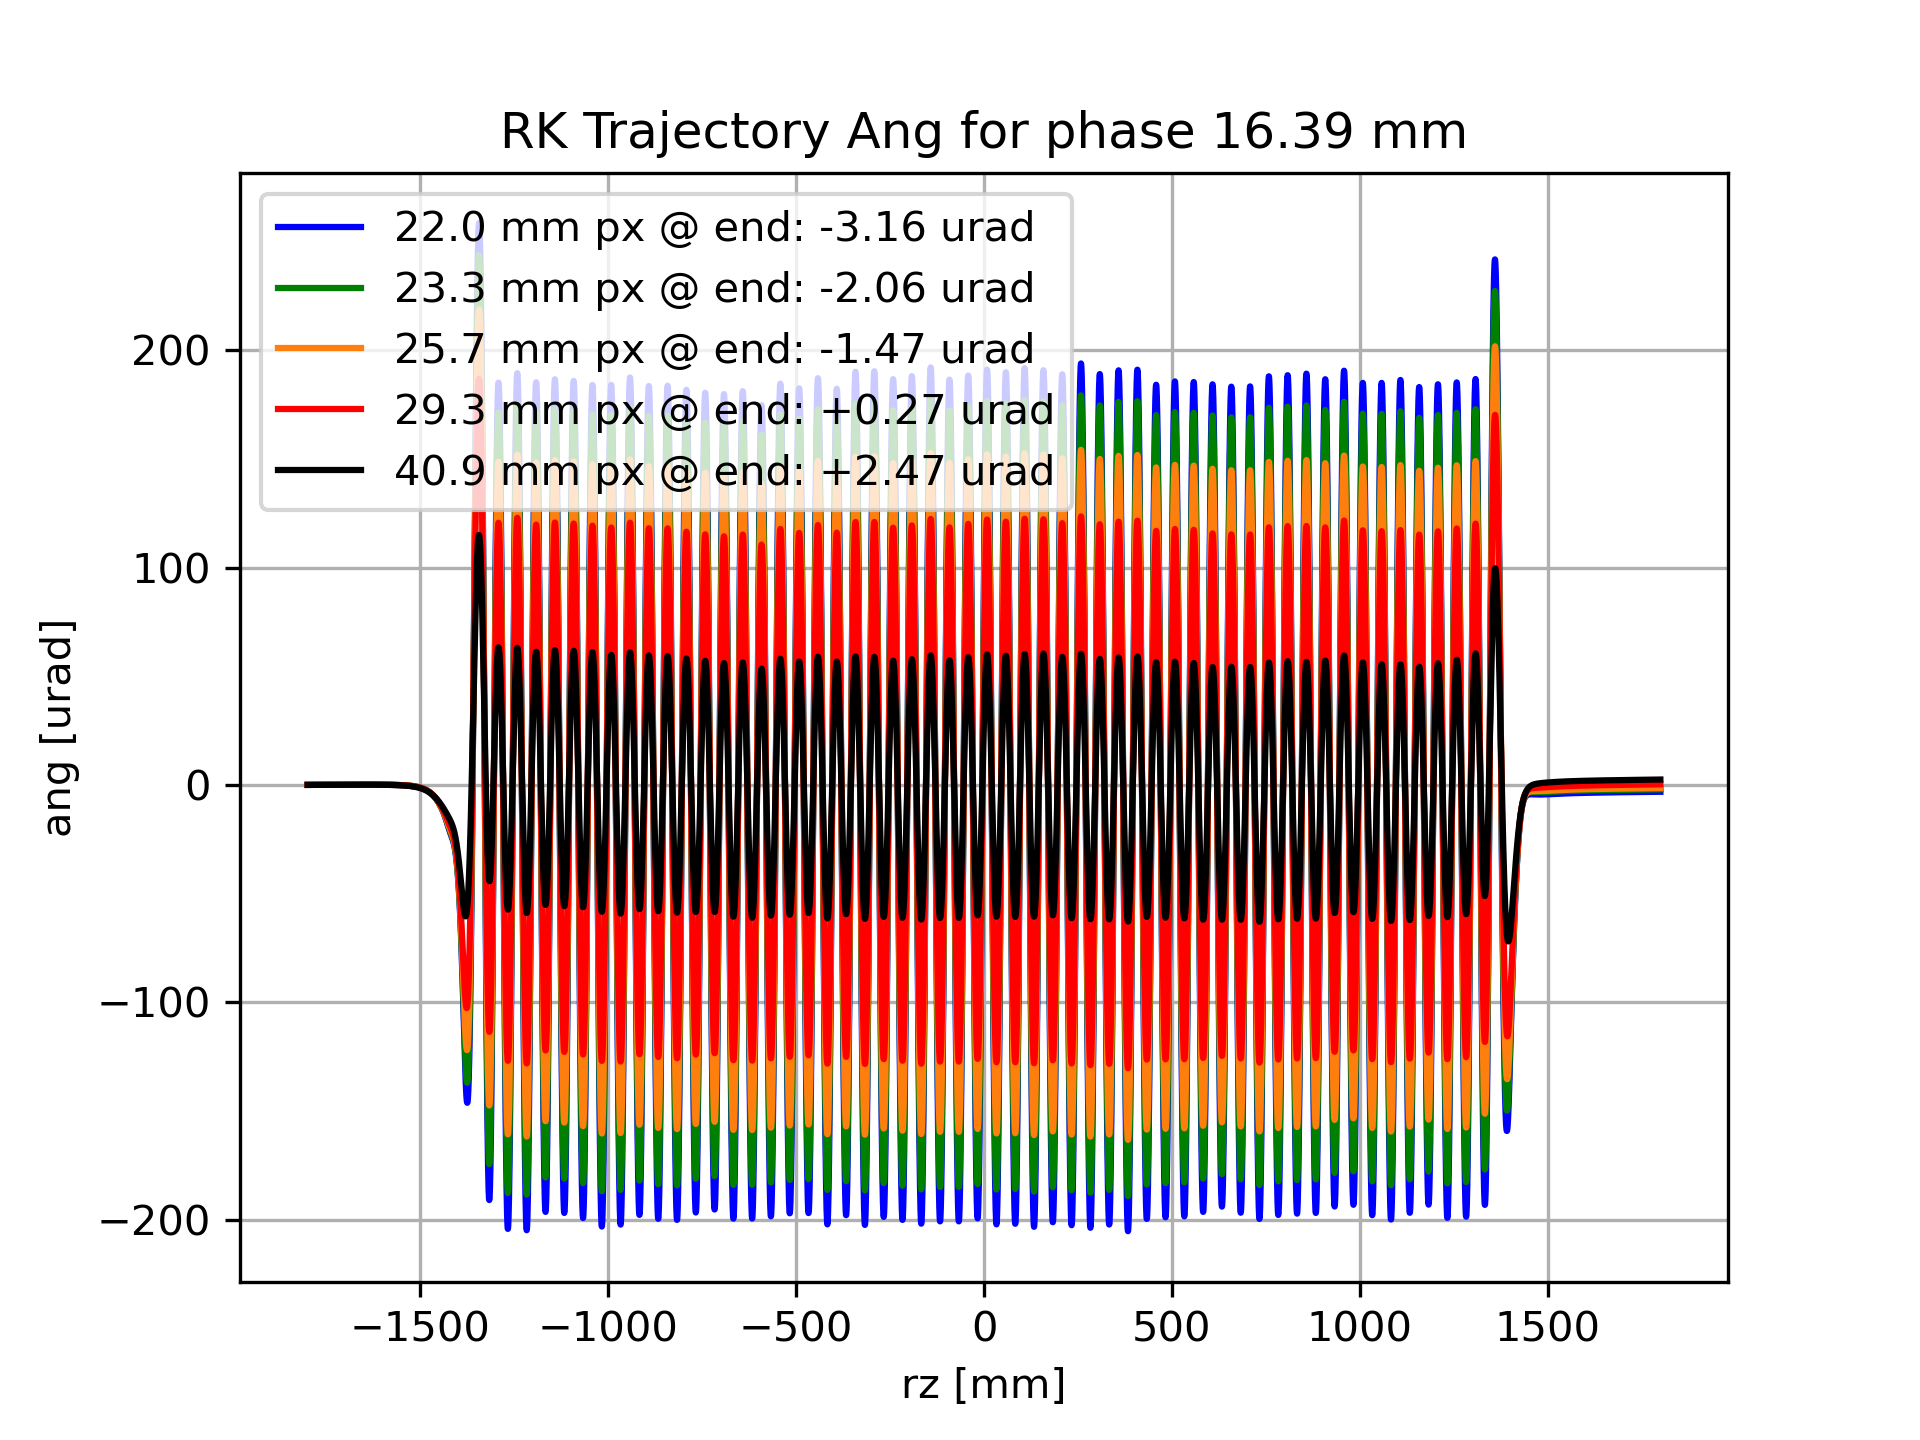 RK Trajectory Ang for phase 16.39 mm
22.0 mm px @ end: -3.16 urad
23.3 mm px @ end: -2.06 urad
25.7 mm px @ end: -1.47 urad
29.3 mm px @ end: +0.27 urad
40.9 mm px @ end: +2.47 urad
ang [urad]
200
100
0
−100
−200
−1500 −1000 −500 0 500 1000 1500
rz [mm]